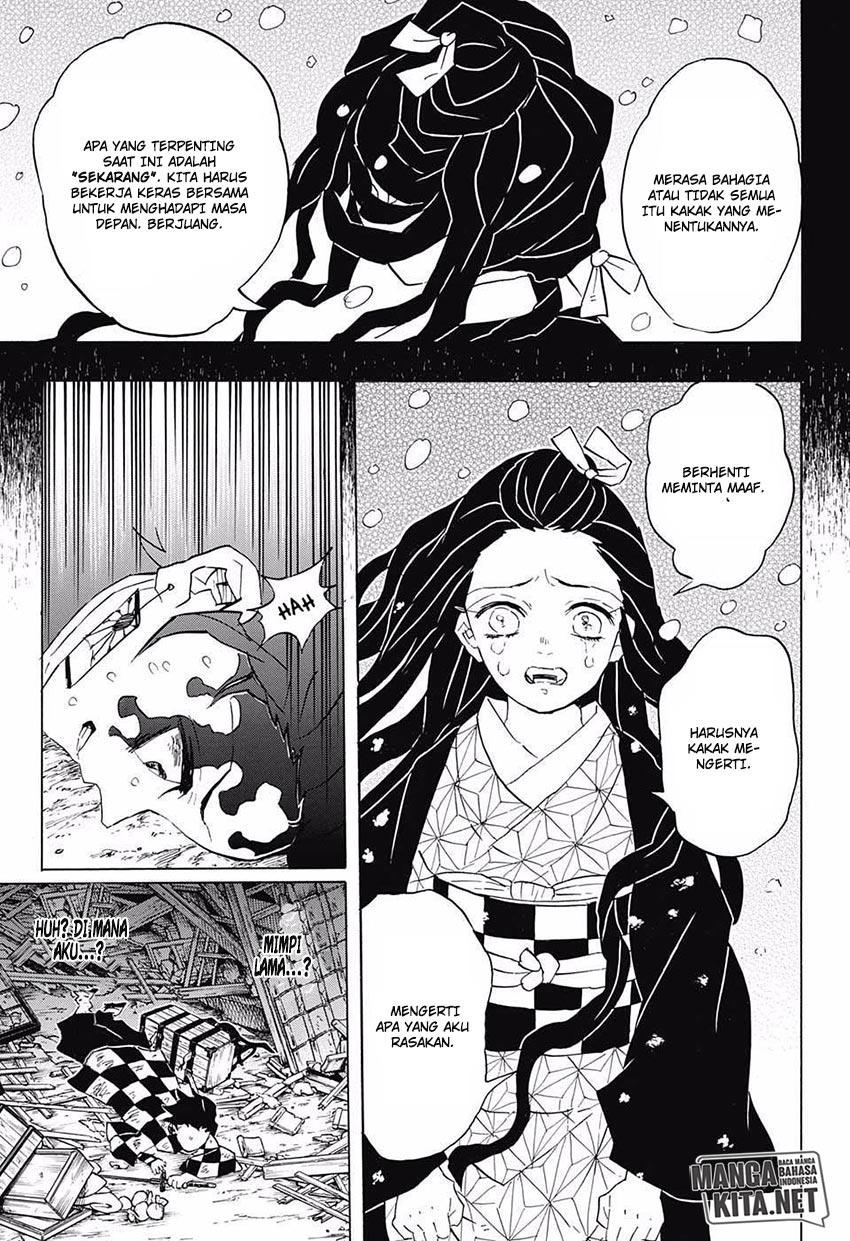 MERASA BAHAGIA
ATAU TIDAK SEMUA
ITU KAKAK YANG ME-
NENTUKANNYA.
APA YANG TERPENTING
SAAT INI ADALAH
"SEKARANG". KITA HARUS
BEKERJA KERAS BERSAMA
UNTUK MENGHADAPI MASA
DEPAN. BERJUANG.
BERHENTI
MEMINTA MAAF.
HARUSNYA
KAKAK ME-
NGERTI.
MENGERTI
APA YANG AKU
RASAKAN.
HAH
MIMPI
LAMA...?
HUH? DI MANA
AKU...?
MANGA
BACA MANGA
BAHASA
INDONESIA
KITA.NET